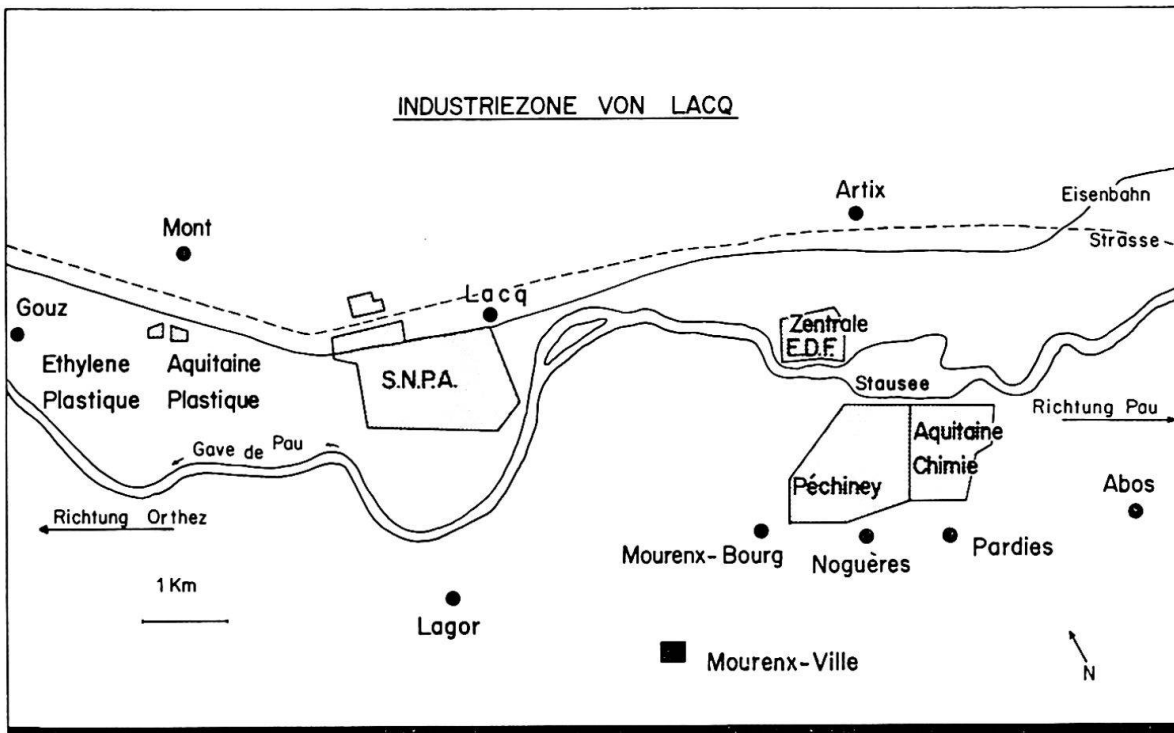 INDUSTRIEZONE VON LACQ
Artix
Eisenbahn
Mont
Strasse
Lacq
Gouz
Zentrale
E.D.F.
Ethylene
Plastique
Aquitaine
Plastique
S.N.P.A.
Stausee
Richtung Pau
Aquitaine
Chimie
Gave de Pau
Péchiney
Abos
Richtung Orthez
Mourenx-Bourg
Noguères
Pardies
1 Km
Lagor
Mourenx-Ville
N